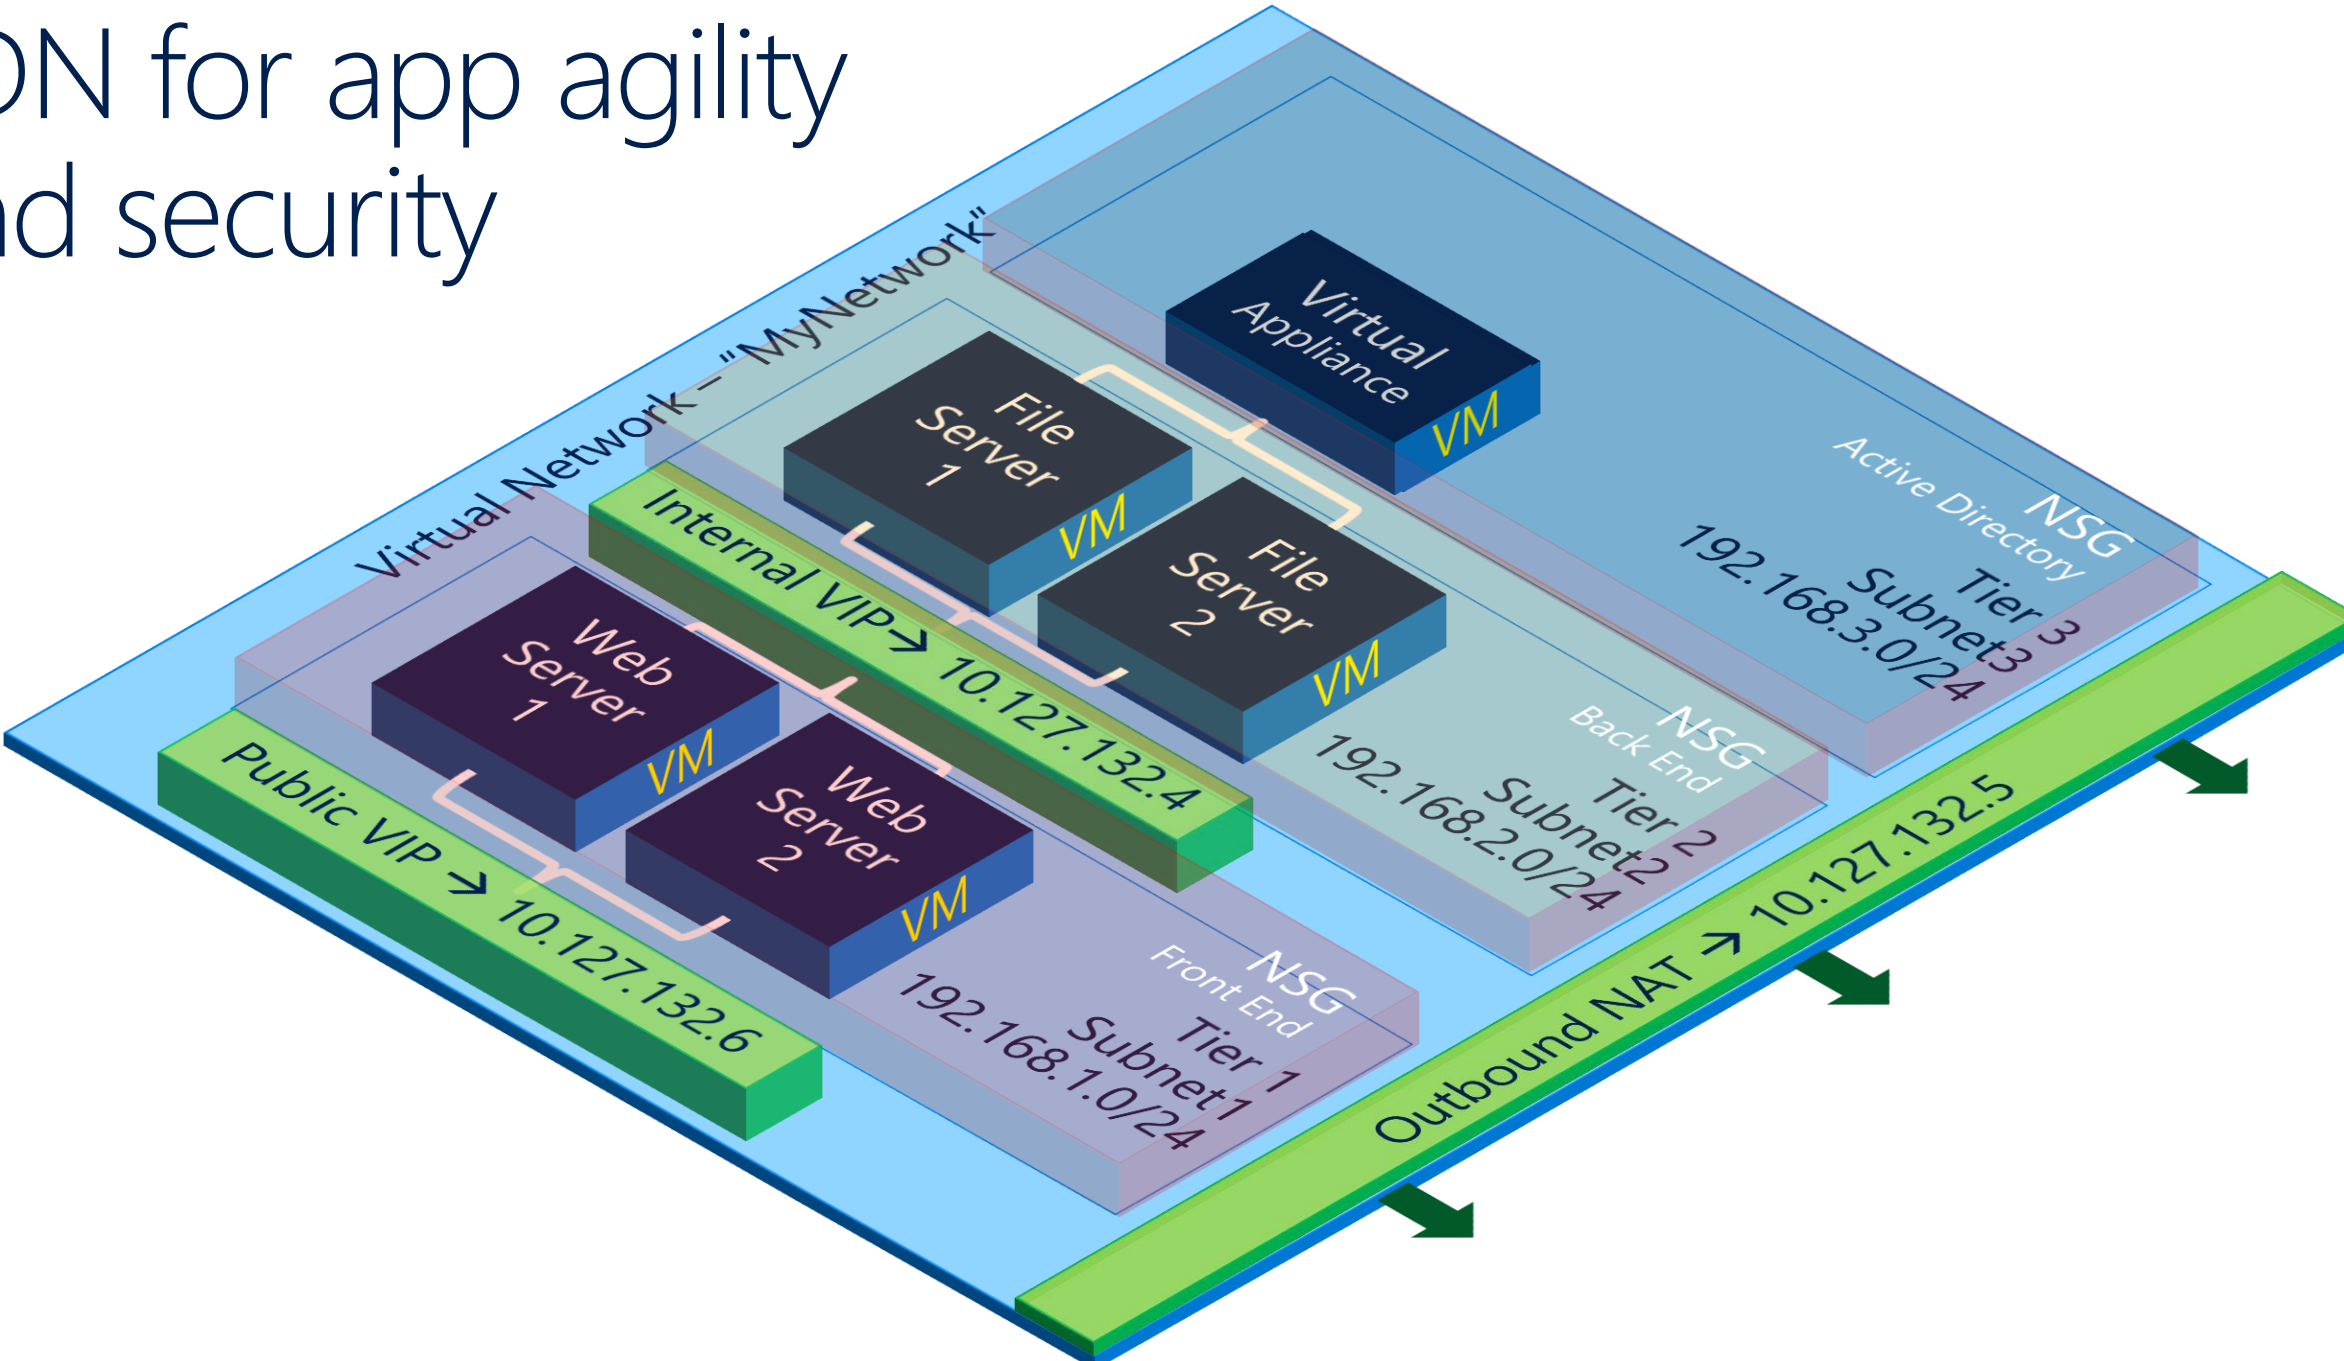 DN for app agility
nd security
Virtual Network – "MyNetwork"
Virtual
Appliance
VM
NSG
Active Directory
Tier 3
Subnet3
192.168.3.0/24
File
Server
1
VM
File
Server
2
VM
NSG
Back End
Tier 2
Subnet2
192.168.2.0/24
Internal VIP→ 10.127.132.4
Web
Server
1
VM
Web
Server
2
VM
NSG
Front End
Tier 1
Subnet1
192.168.1.0/24
Public VIP → 10.127.132.6
Outbound NAT → 10.127.132.5